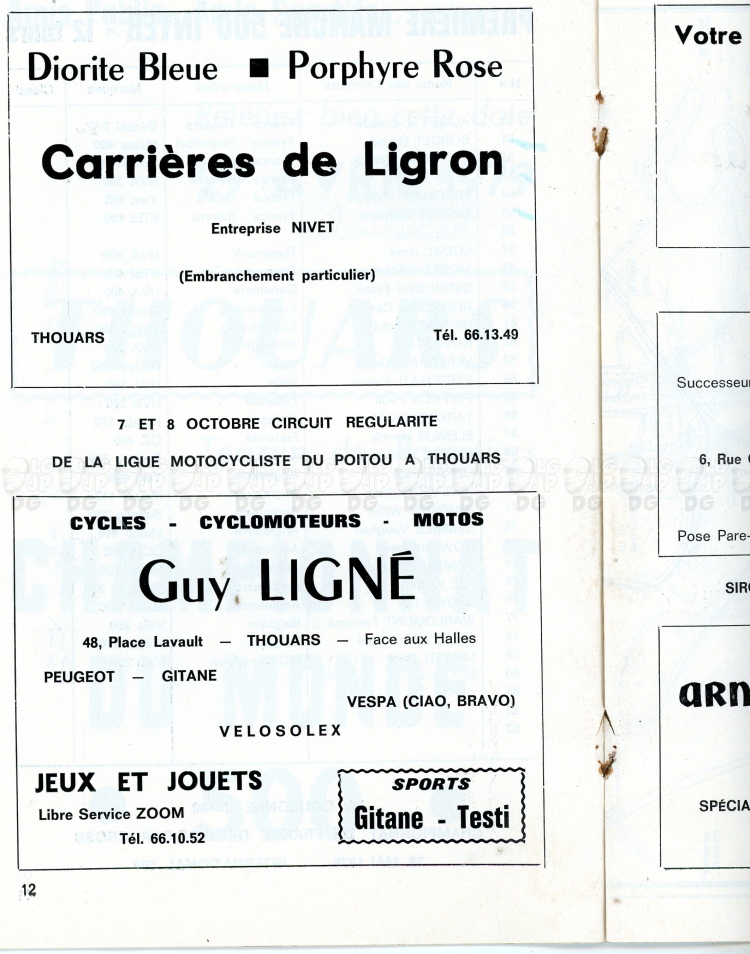 Diorite Bleue ■ Porphyre Rose
Carrières de Ligron
Entreprise NIVET
(Embranchement particulier)
THOUARS Tél. 66.13.49
7 ET 8 OCTOBRE CIRCUIT REGULARITE
DE LA LIGUE MOTOCYCLISTE DU POITOU A THOUARS
CYCLES - CYCLOMOTEURS - MOTOS
Guy LIGNÉ
48, Place Lavault — THOUARS — Face aux Halles
PEUGEOT — GITANE
VESPA (CIAO, BRAVO)
VELOSOLEX
JEUX ET JOUETS
Libre Service ZOOM
Tél. 66.10.52
SPORTS
Gitane - Testi
12
Votre
Successeu
6, Rue
Pose Pare-
SIR
ARN
SPÉCIA